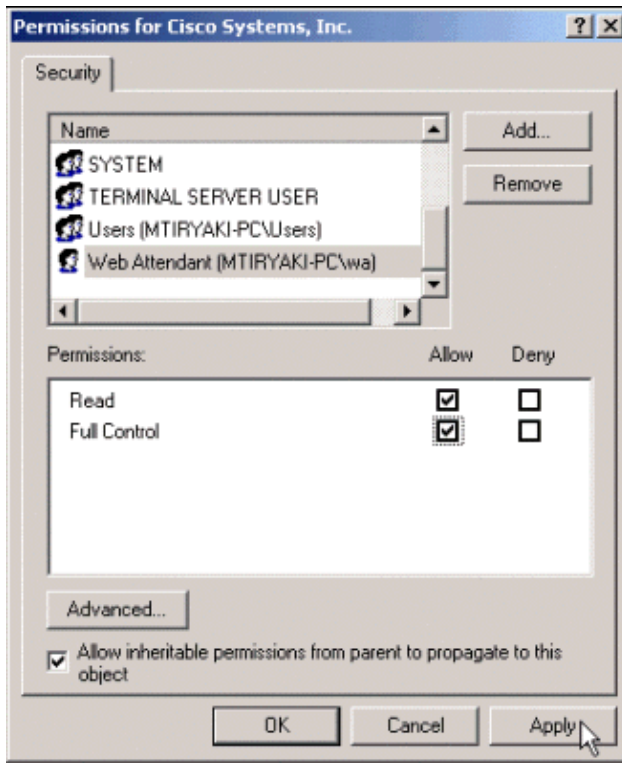 Permissions for Cisco Systems, Inc.
Security
Name
Add...
SYSTEM
Remove
TERMINAL SERVER USER
Users (MTIRYAKI-PC\Users)
Web Attendant (MTIRYAKI-PC\wa)
Permissions: Allow Deny
Read
Full Control
Advanced...
Allow inheritable permissions from parent to propagate to this
object
OK Cancel Apply